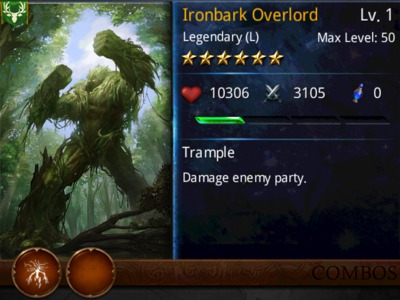 Ironbark Overlord Lv. 1
Legendary (L) Max Level: 50
10306 3105 0
Trample
Damage enemy party.
COMBOS